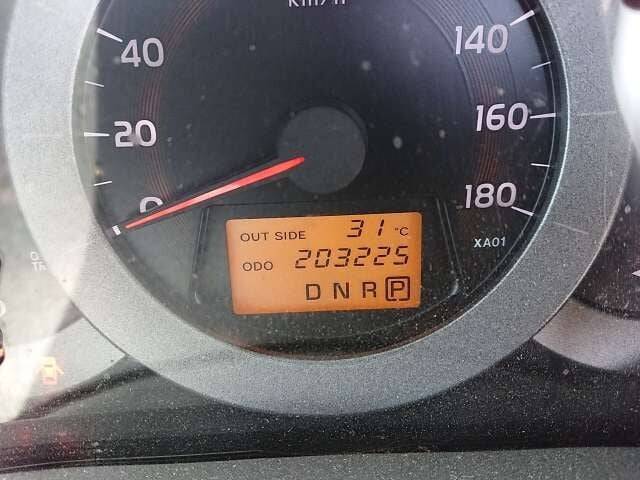 km/h
40
140
20
160
0
180
XA01
OUT SIDE 31 °C
ODO 203225
D N R P